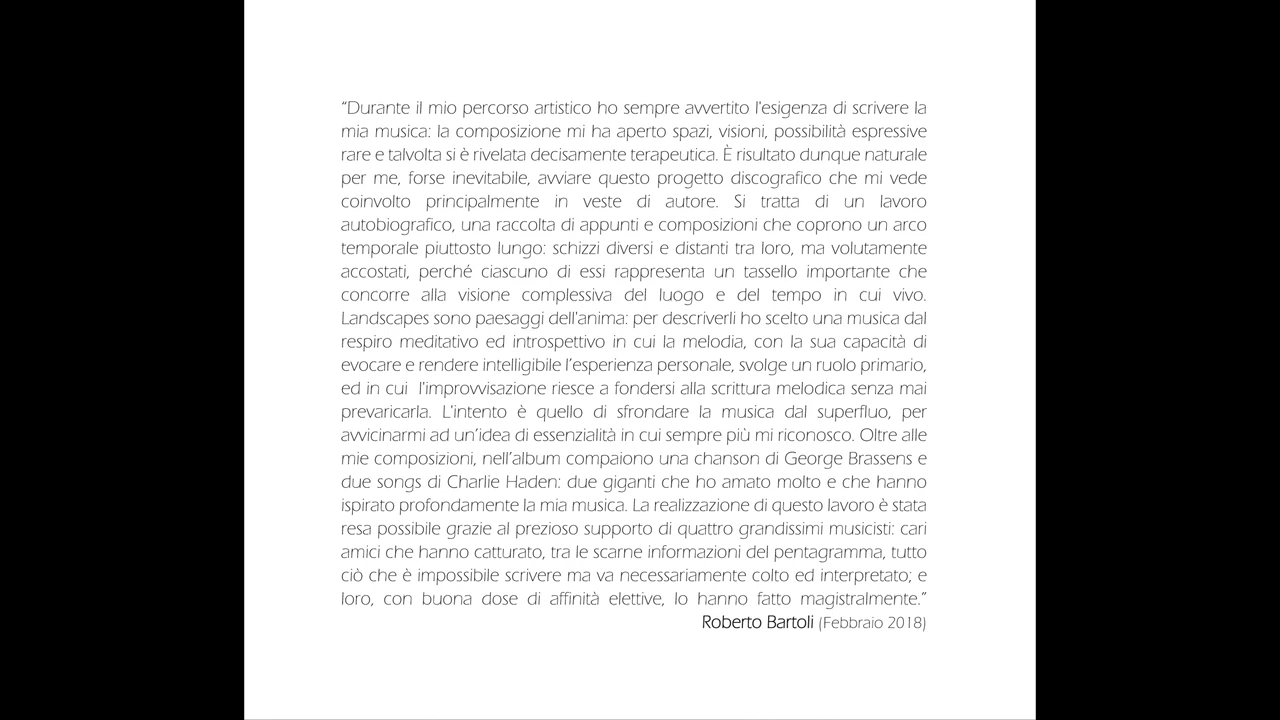 “Durante il mio percorso artistico ho sempre avvertito l'esigenza di scrivere la
mia musica: la composizione mi ha aperto spazi, visioni, possibilità espressive
rare e talvolta si è rivelata decisamente terapeutica. È risultato dunque naturale
per me, forse inevitabile, avviare questo progetto discografico che mi vede
coinvolto principalmente in veste di autore. Si tratta di un lavoro
autobiografico, una raccolta di appunti e composizioni che coprono un arco
temporale piuttosto lungo: schizzi diversi e distanti tra loro, ma volutamente
accostati, perché ciascuno di essi rappresenta un tassello importante che
concorre alla visione complessiva del luogo e del tempo in cui vivo.
Landscapes sono paesaggi dell'anima: per descriverli ho scelto una musica dal
respiro meditativo ed introspettivo in cui la melodia, con la sua capacità di
evocare e rendere intelligibile l’esperienza personale, svolge un ruolo primario,
ed in cui  l'improvvisazione riesce a fondersi alla scrittura melodica senza mai
prevaricarla. L'intento è quello di sfrondare la musica dal superfluo, per
avvicinarmi ad un’idea di essenzialità in cui sempre più mi riconosco. Oltre alle
mie composizioni, nell’album compaiono una chanson di George Brassens e
due songs di Charlie Haden: due giganti che ho amato molto e che hanno
ispirato profondamente la mia musica. La realizzazione di questo lavoro è stata
resa possibile grazie al prezioso supporto di quattro grandissimi musicisti: cari
amici che hanno catturato, tra le scarne informazioni del pentagramma, tutto
ciò che è impossibile scrivere ma va necessariamente colto ed interpretato; e
loro, con buona dose di affinità elettive, lo hanno fatto magistralmente.”
Roberto Bartoli (Febbraio 2018)